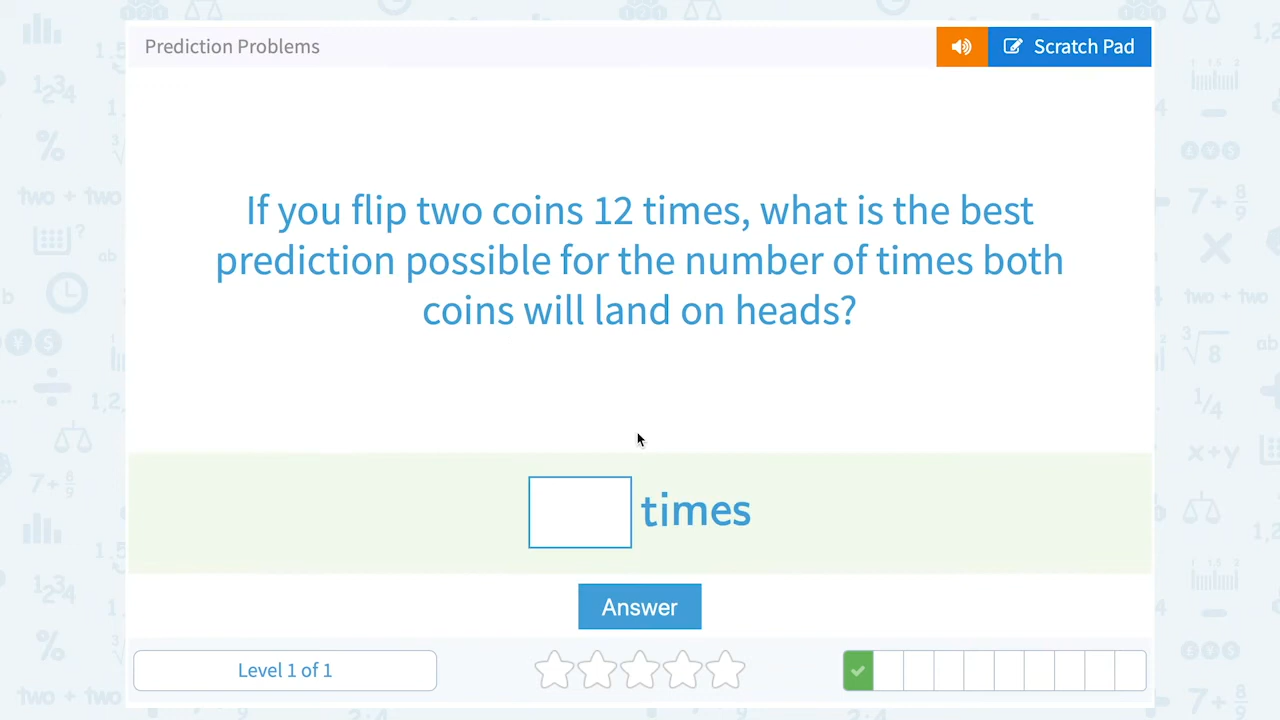 Prediction Problems
Scratch Pad
If you flip two coins 12 times, what is the best
prediction possible for the number of times both
coins will land on heads?
times
Answer
Level 1 of 1